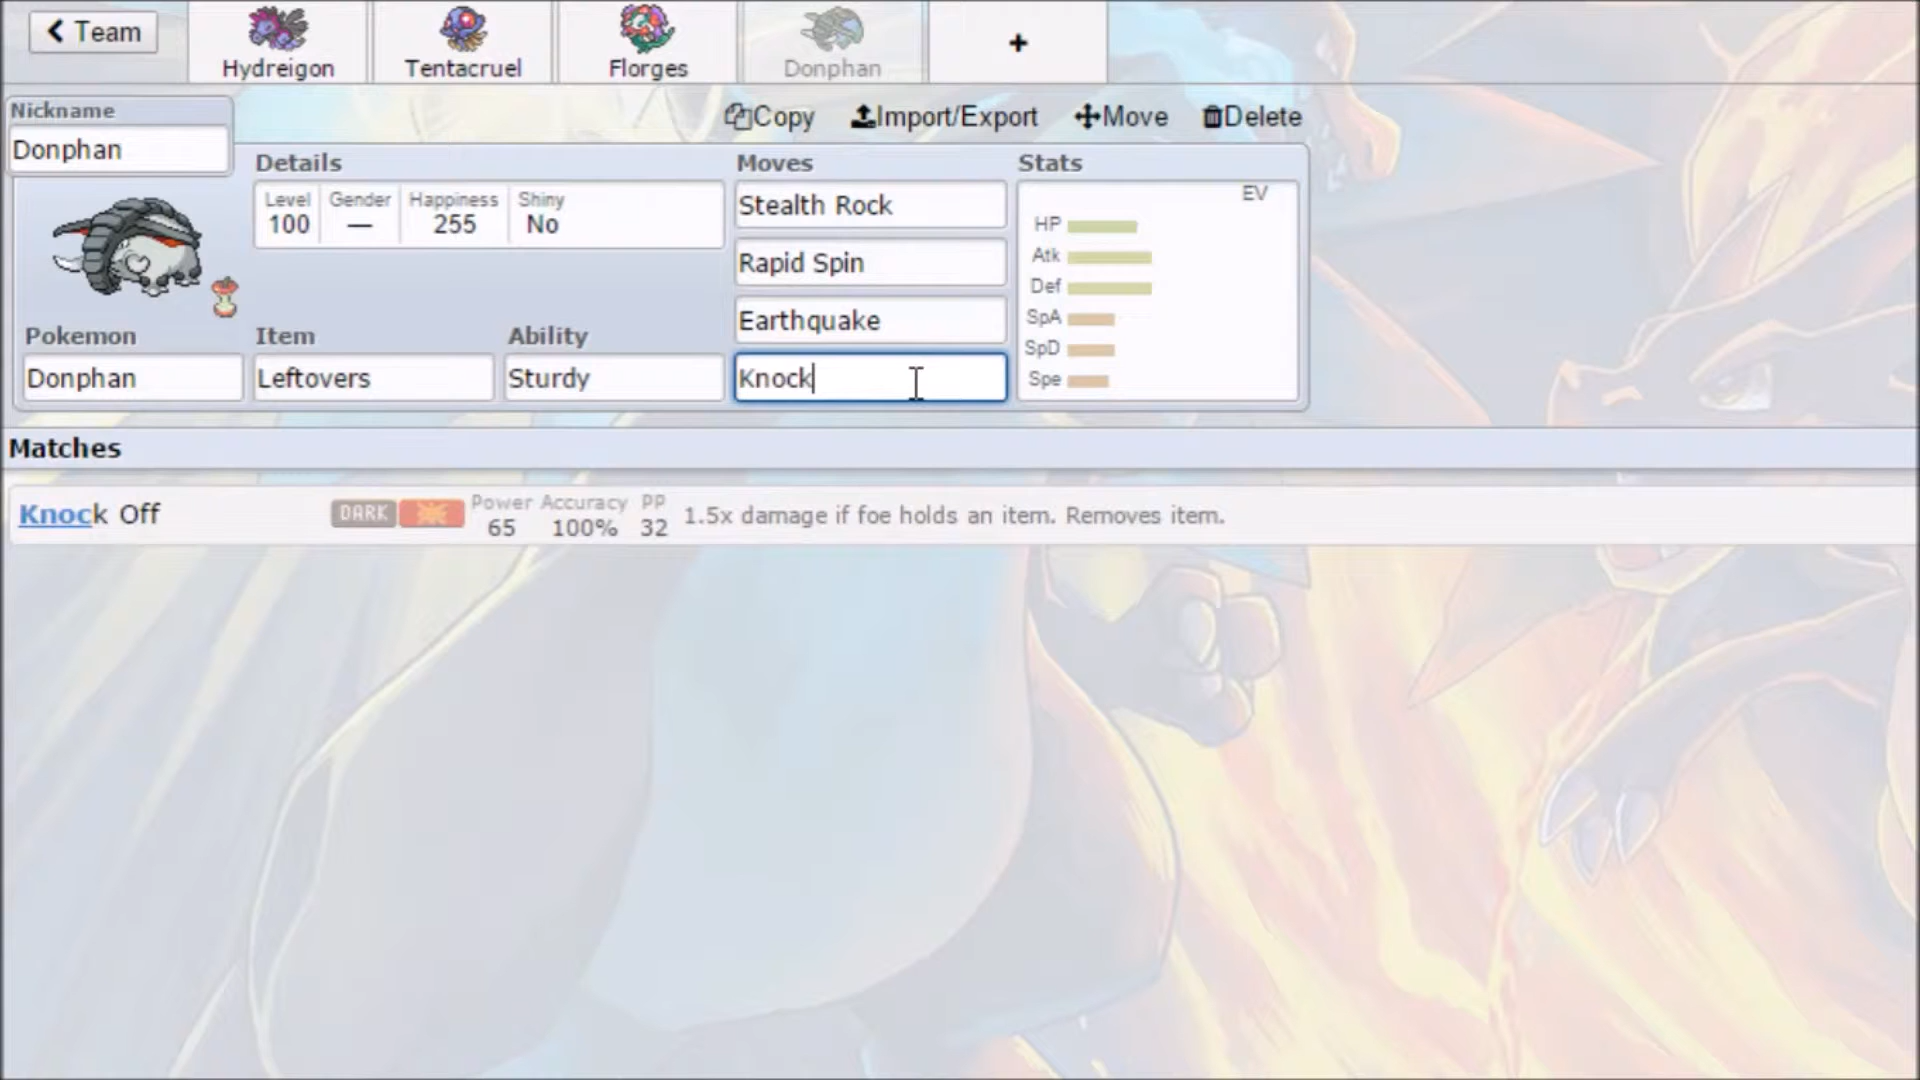 Team
Hydreigon
Tentacruel
Florges
Donphan
+
Nickname
Donphan
Copy
Import/Export
Move
Delete
Details
Level
Gender
Happiness
Shiny
100
—
255
No
Pokemon
Donphan
Item
Leftovers
Ability
Sturdy
Moves
Stealth Rock
Rapid Spin
Earthquake
Knock
Stats
EV
HP
Atk
Def
SpA
SpD
Spe
Matches
Knock Off
DARK
Power
65
Accuracy
100%
PP
32
1.5x damage if foe holds an item. Removes item.